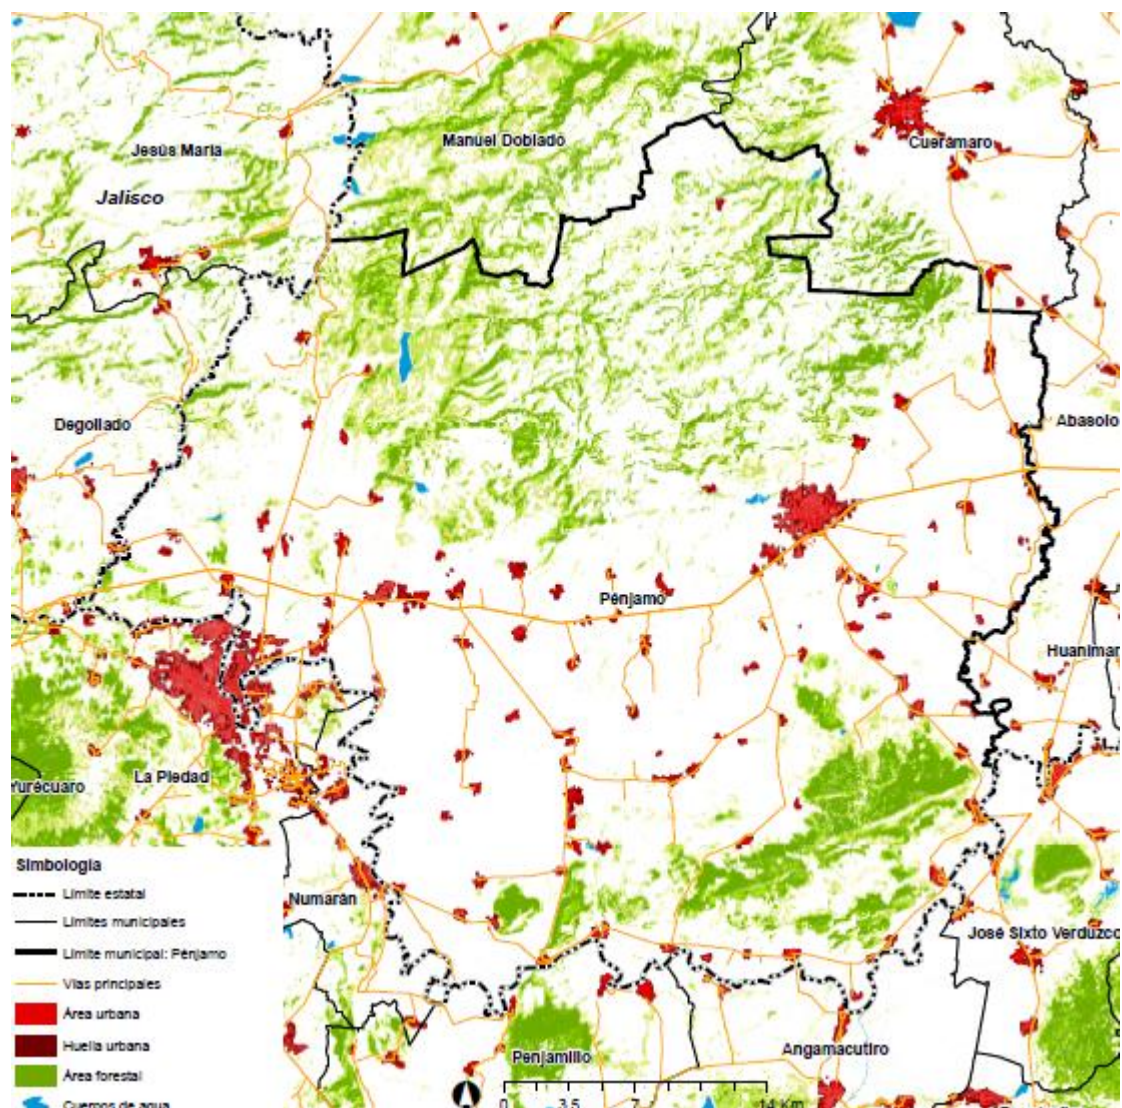 Manuel Doblado
Cuerámaro
Jesús María
Jalisco
Degollado
Abasolo
Pénjamo
Huanimar
La Piedad
Yurécuaro
Simbología
Límite estatal
Límites municipales
Límite municipal: Pénjamo
Vías principales
Área urbana
Huella urbana
Área forestal
Cuerpos de agua
Numarán
José Sixto Verduzco
Penjamillo
Angamacutiro
0 3.5 7 14 Km